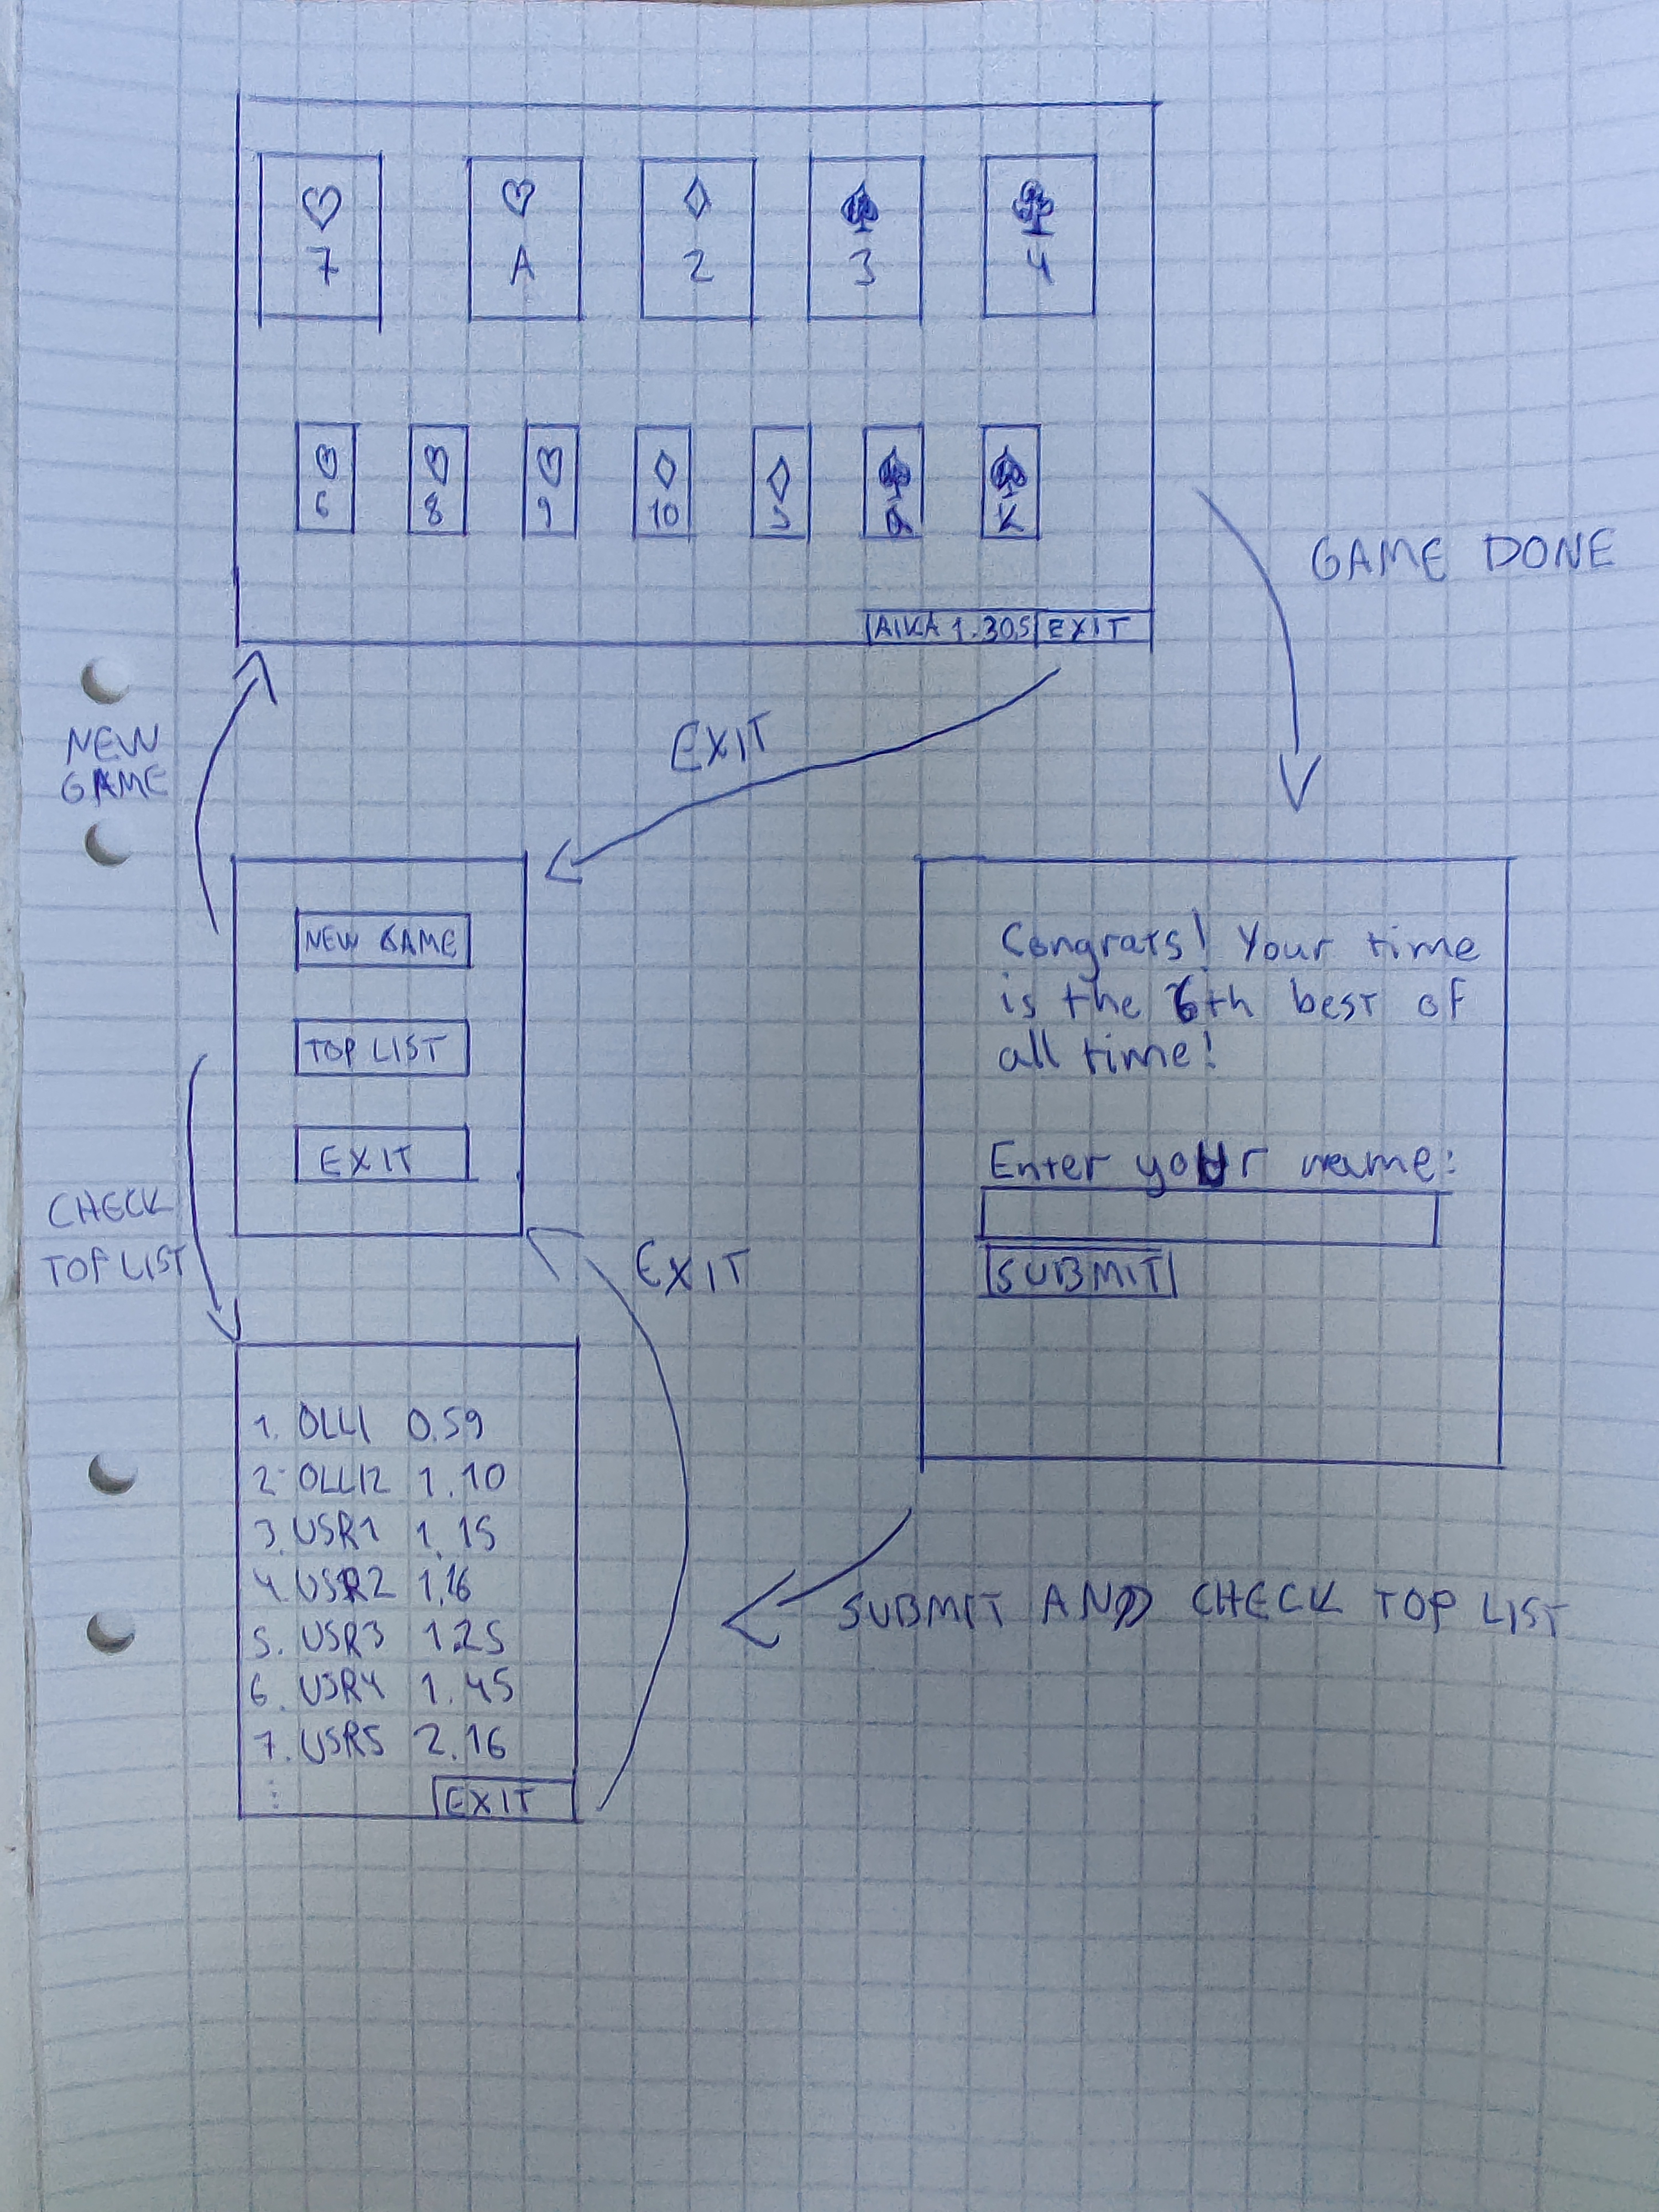 ♡ ♡ ♢ ♠ ♣
7 A 2 3 4
♡ ♡ ♡ ♢ ♢ ♠ ♠
6 8 9 10 J Q K
AIKA 1.30S EXIT
GAME DONE
EXIT
NEW
GAME
NEW GAME
TOP LIST
EXIT
CHECK
TOP LIST
Congrats! Your time
is the 6th best of
all time!
Enter your name:
SUBMIT
EXIT
1. OLLI 0.59
2. OLLI2 1.10
3. USR1 1.15
4. USR2 1.16
5. USR3 1.25
6. USR4 1.45
7. USR5 2.16
⋮ EXIT
SUBMIT AND CHECK TOP LIST